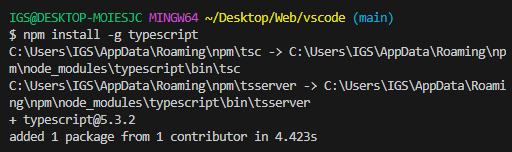 IGS@DESKTOP-MOIESJC MINGW64 ~/Desktop/Web/vscode (main)
$ npm install -g typescript
C:\Users\IGS\AppData\Roaming\npm\tsc -> C:\Users\IGS\AppData\Roaming\np
m\node_modules\typescript\bin\tsc
C:\Users\IGS\AppData\Roaming\npm\tsserver -> C:\Users\IGS\AppData\Roami
ng\npm\node_modules\typescript\bin\tsserver
+ typescript@5.3.2
added 1 package from 1 contributor in 4.423s